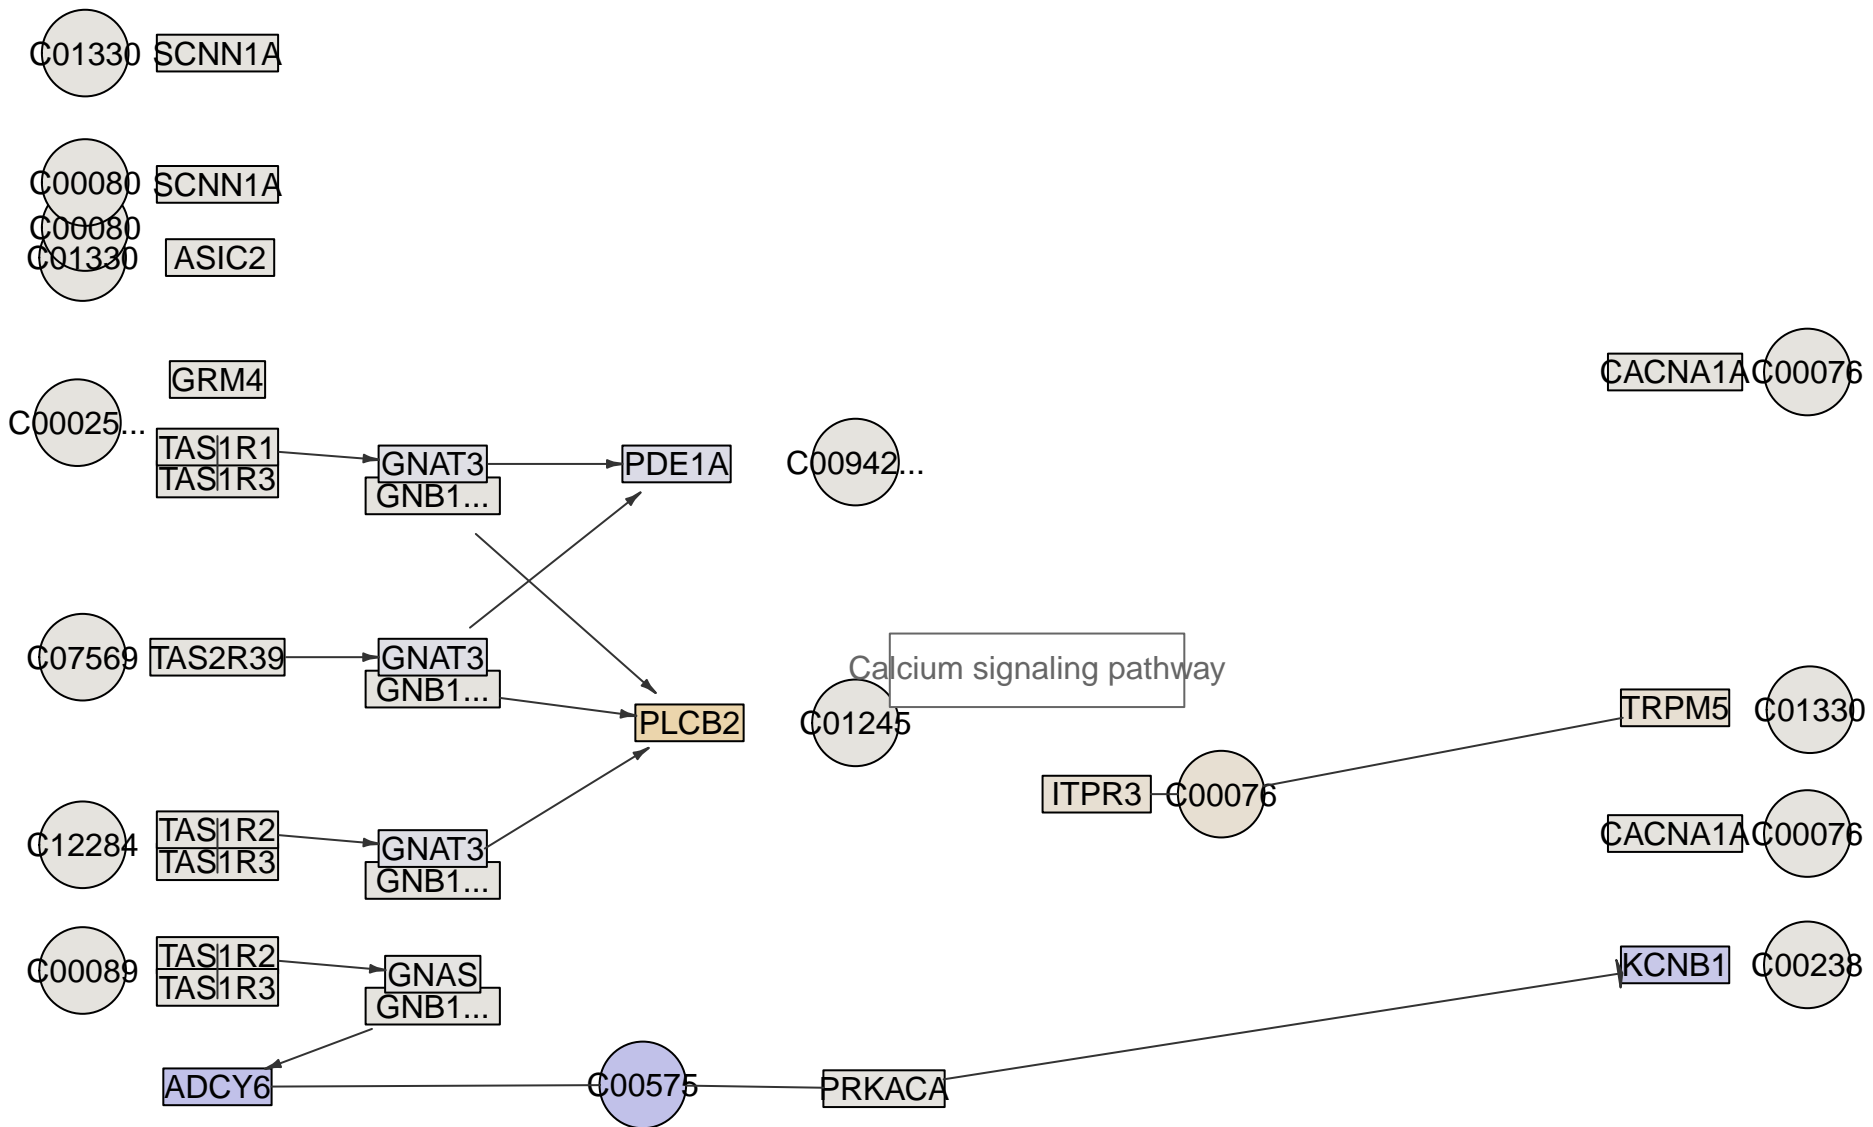 C01330 SCNN1A
C00080 SCNN1A
C00080
C01330 ASIC2
CACNA1A C00076
GRM4
C00025...
TAS1R1
GNAT3 PDE1A C00942...
TAS1R3
GNB1...
C07569 TAS2R39 GNAT3
Calcium signaling pathway
GNB1...
TRPM5 C01330
PLCB2 C01245
ITPR3 C00076
TAS1R2
CACNA1A C00076
C12284
GNAT3
TAS1R3
GNB1...
TAS1R2
KCNB1 C00238
C00089
GNAS
TAS1R3
GNB1...
ADCY6 C00575 PRKACA